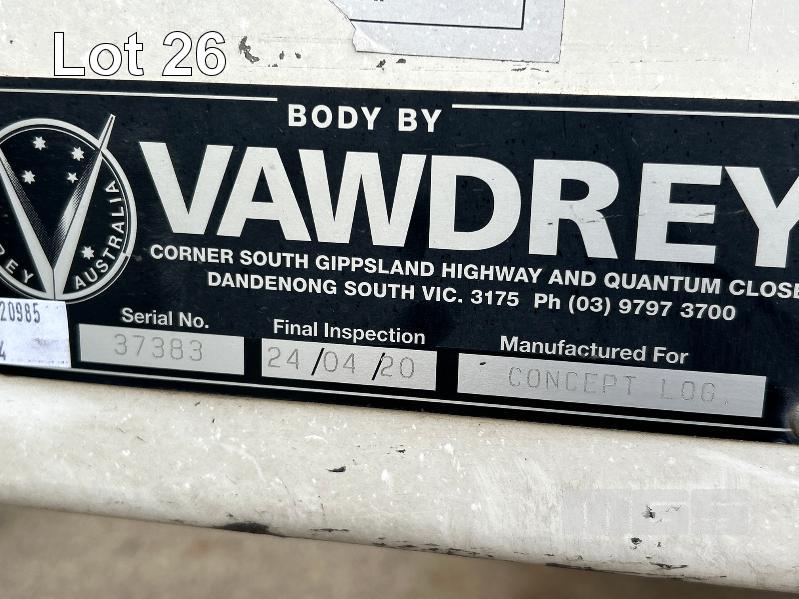 Lot 26
BODY BY
VAWDREY
AUSTRALIA
CORNER SOUTH GIPPSLAND HIGHWAY AND QUANTUM CLOSE
DANDENONG SOUTH VIC. 3175 Ph (03) 9797 3700
20985
4
Serial No. Final Inspection Manufactured For
37383 24/04/20 CONCEPT LOG.